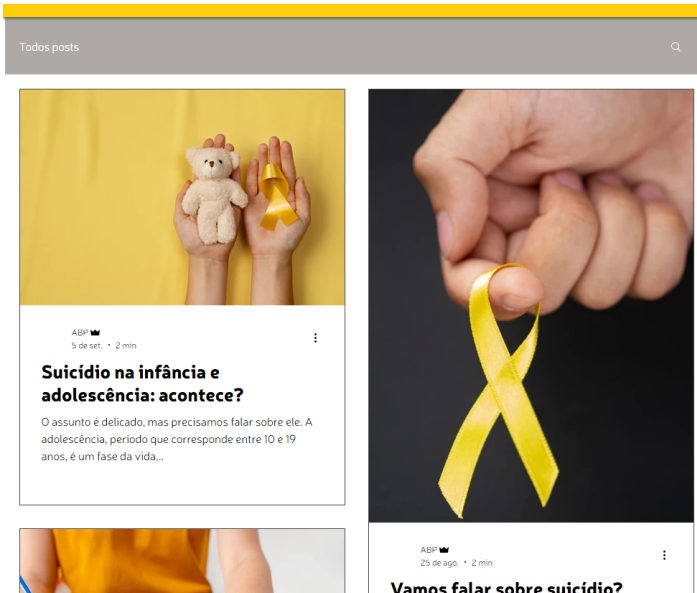 Todos posts
ABP
5 de set. • 2 min
Suicídio na infância e
adolescência: acontece?
O assunto é delicado, mas precisamos falar sobre ele. A
adolescência, período que corresponde entre 10 e 19
anos, é um fase da vida...
ABP
25 de ago. • 2 min
Vamos falar sobre suicídio?